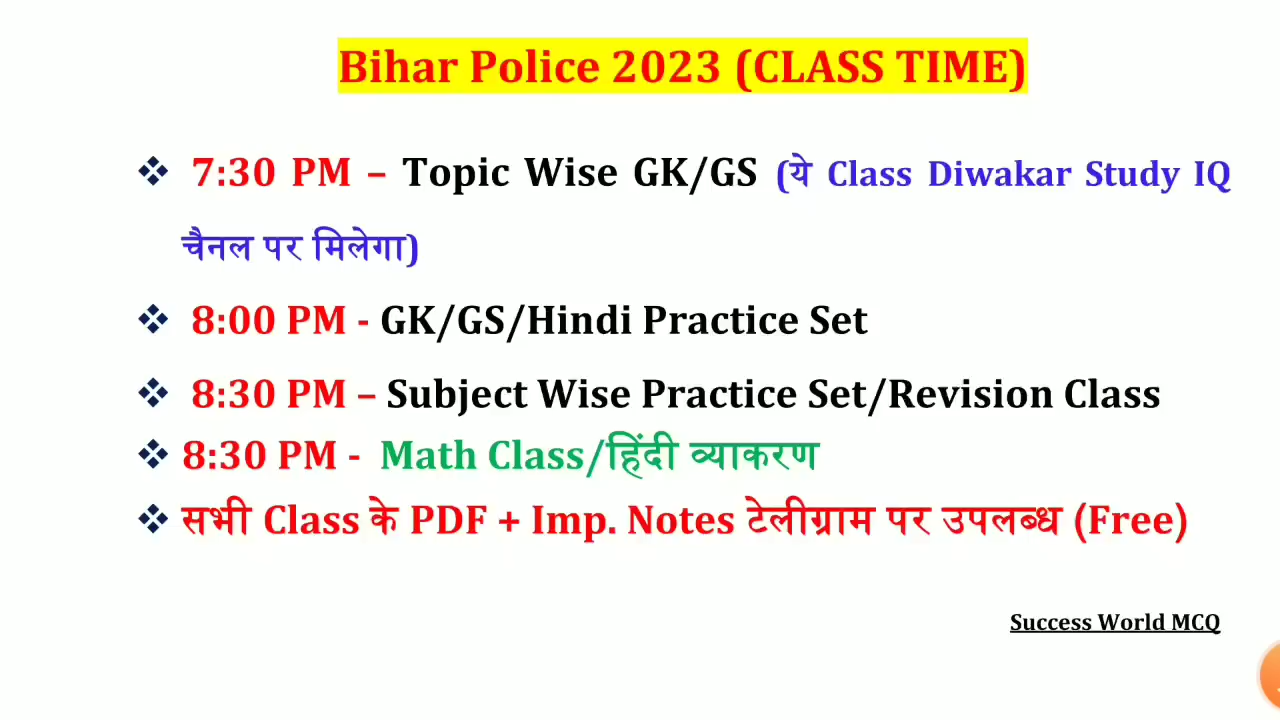 Bihar Police 2023 (CLASS TIME)
❖ 7:30 PM – Topic Wise GK/GS (ये Class Diwakar Study IQ
चैनल पर मिलेगा)
❖ 8:00 PM - GK/GS/Hindi Practice Set
❖ 8:30 PM – Subject Wise Practice Set/Revision Class
❖ 8:30 PM - Math Class/हिंदी व्याकरण
❖ सभी Class के PDF + Imp. Notes टेलीग्राम पर उपलब्ध (Free)
Success World MCQ